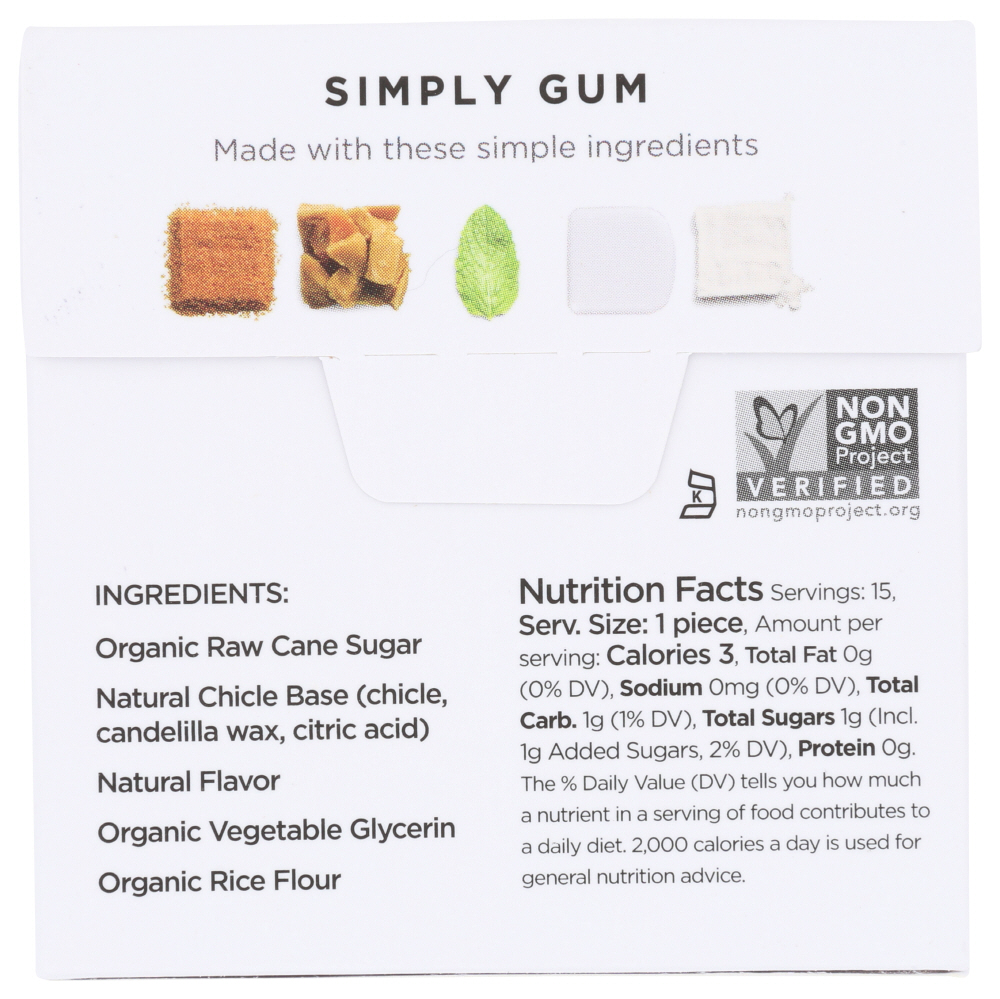 SIMPLY GUM
Made with these simple ingredients
NON
GMO
Project
VERIFIED
nongmoproject.org
K
INGREDIENTS:
Organic Raw Cane Sugar
Natural Chicle Base (chicle,
candelilla wax, citric acid)
Natural Flavor
Organic Vegetable Glycerin
Organic Rice Flour
Nutrition Facts Servings: 15,
Serv. Size: 1 piece, Amount per
serving: Calories 3, Total Fat 0g
(0% DV), Sodium 0mg (0% DV), Total
Carb. 1g (1% DV), Total Sugars 1g (Incl.
1g Added Sugars, 2% DV), Protein 0g.
The % Daily Value (DV) tells you how much
a nutrient in a serving of food contributes to
a daily diet. 2,000 calories a day is used for
general nutrition advice.